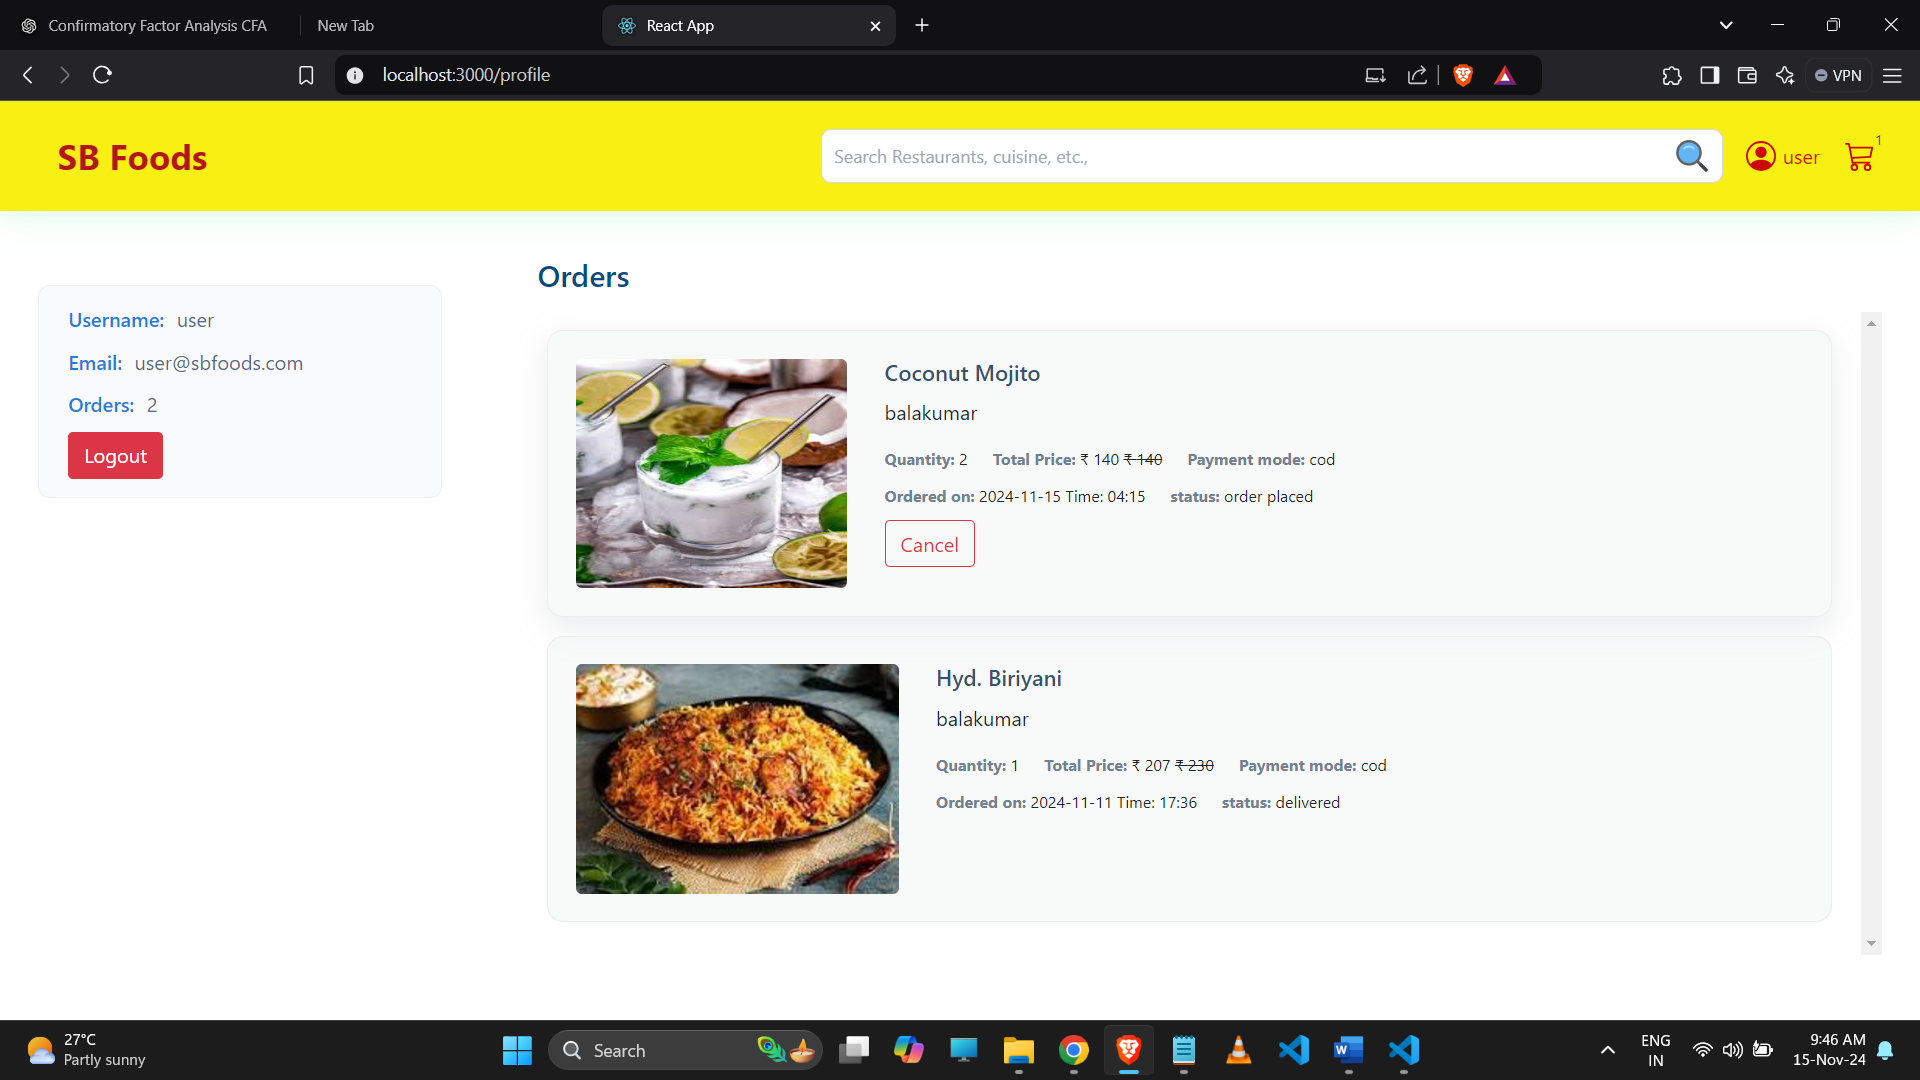 Confirmatory Factor Analysis CFA
New Tab
React App
localhost:3000/profile
VPN
SB Foods
Search Restaurants, cuisine, etc.,
user
1
Orders
Username: user
Email: user@sbfoods.com
Orders: 2
Logout
Coconut Mojito
balakumar
Quantity: 2 Total Price: ₹ 140 ₹ 140 Payment mode: cod
Ordered on: 2024-11-15 Time: 04:15 status: order placed
Cancel
Hyd. Biriyani
balakumar
Quantity: 1 Total Price: ₹ 207 ₹ 230 Payment mode: cod
Ordered on: 2024-11-11 Time: 17:36 status: delivered
27°C
Partly sunny
Search
ENG
IN
9:46 AM
15-Nov-24